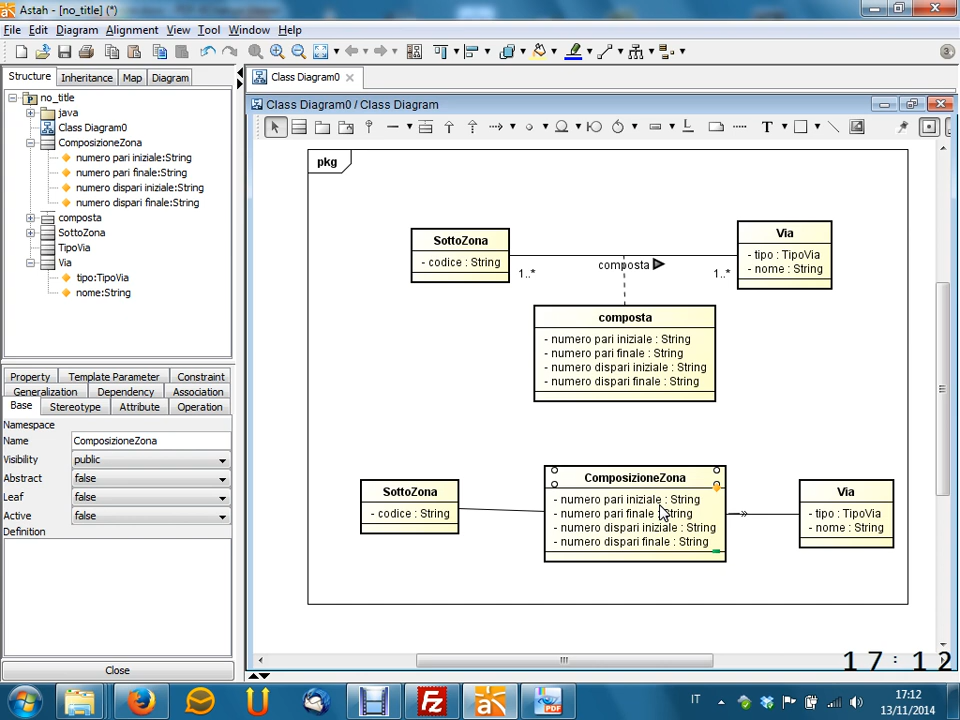 Astah - [no_title] (*)
File Edit Diagram Alignment View Tool Window Help
3
Structure Inheritance Map Diagram
no_title
java
Class Diagram0
ComposizioneZona
numero pari iniziale:String
numero pari finale:String
numero dispari iniziale:String
numero dispari finale:String
composta
SottoZona
TipoVia
Via
tipo:TipoVia
nome:String
Property Template Parameter Constraint
Generalization Dependency Association
Base Stereotype Attribute Operation
Namespace
Name ComposizioneZona
Visibility public
Abstract false
Leaf false
Active false
Definition
Close
Class Diagram0
Class Diagram0 / Class Diagram
T
pkg
SottoZona
- codice : String
1..*
composta
1..*
Via
- tipo : TipoVia
- nome : String
composta
- numero pari iniziale : String
- numero pari finale : String
- numero dispari iniziale : String
- numero dispari finale : String
SottoZona
- codice : String
ComposizioneZona
- numero pari iniziale : String
- numero pari finale : String
- numero dispari iniziale : String
- numero dispari finale : String
Via
- tipo : TipoVia
- nome : String
17:12
IT
17:12
13/11/2014